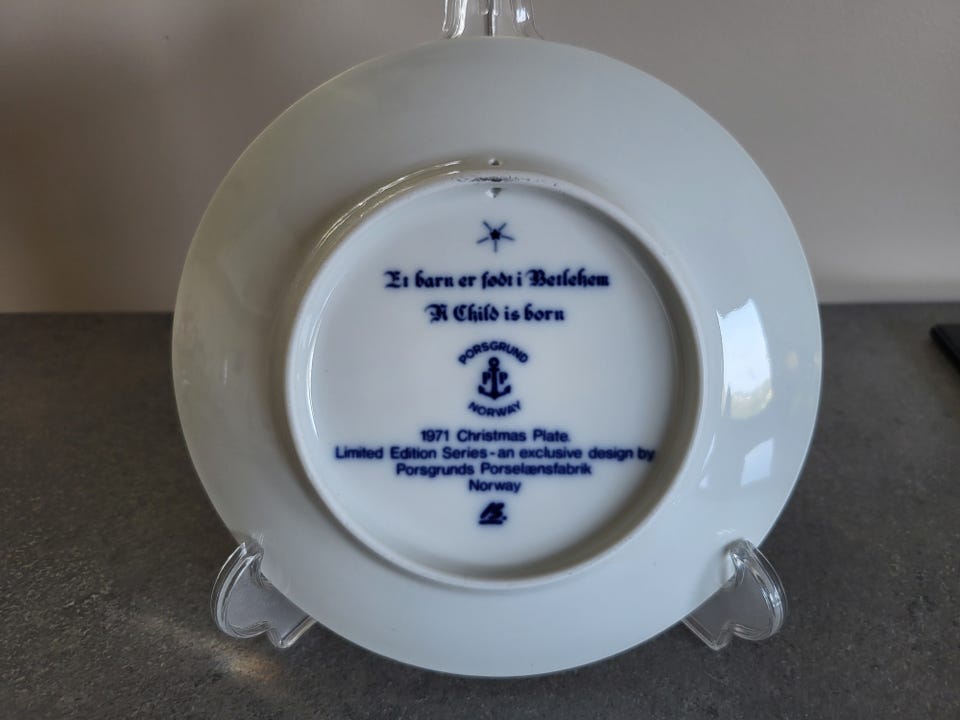 Et barn er født i Betlehem
A Child is born
PORSGRUND
PP
NORWAY
1971 Christmas Plate.
Limited Edition Series - an exclusive design by
Porsgrunds Porselænsfabrik
Norway